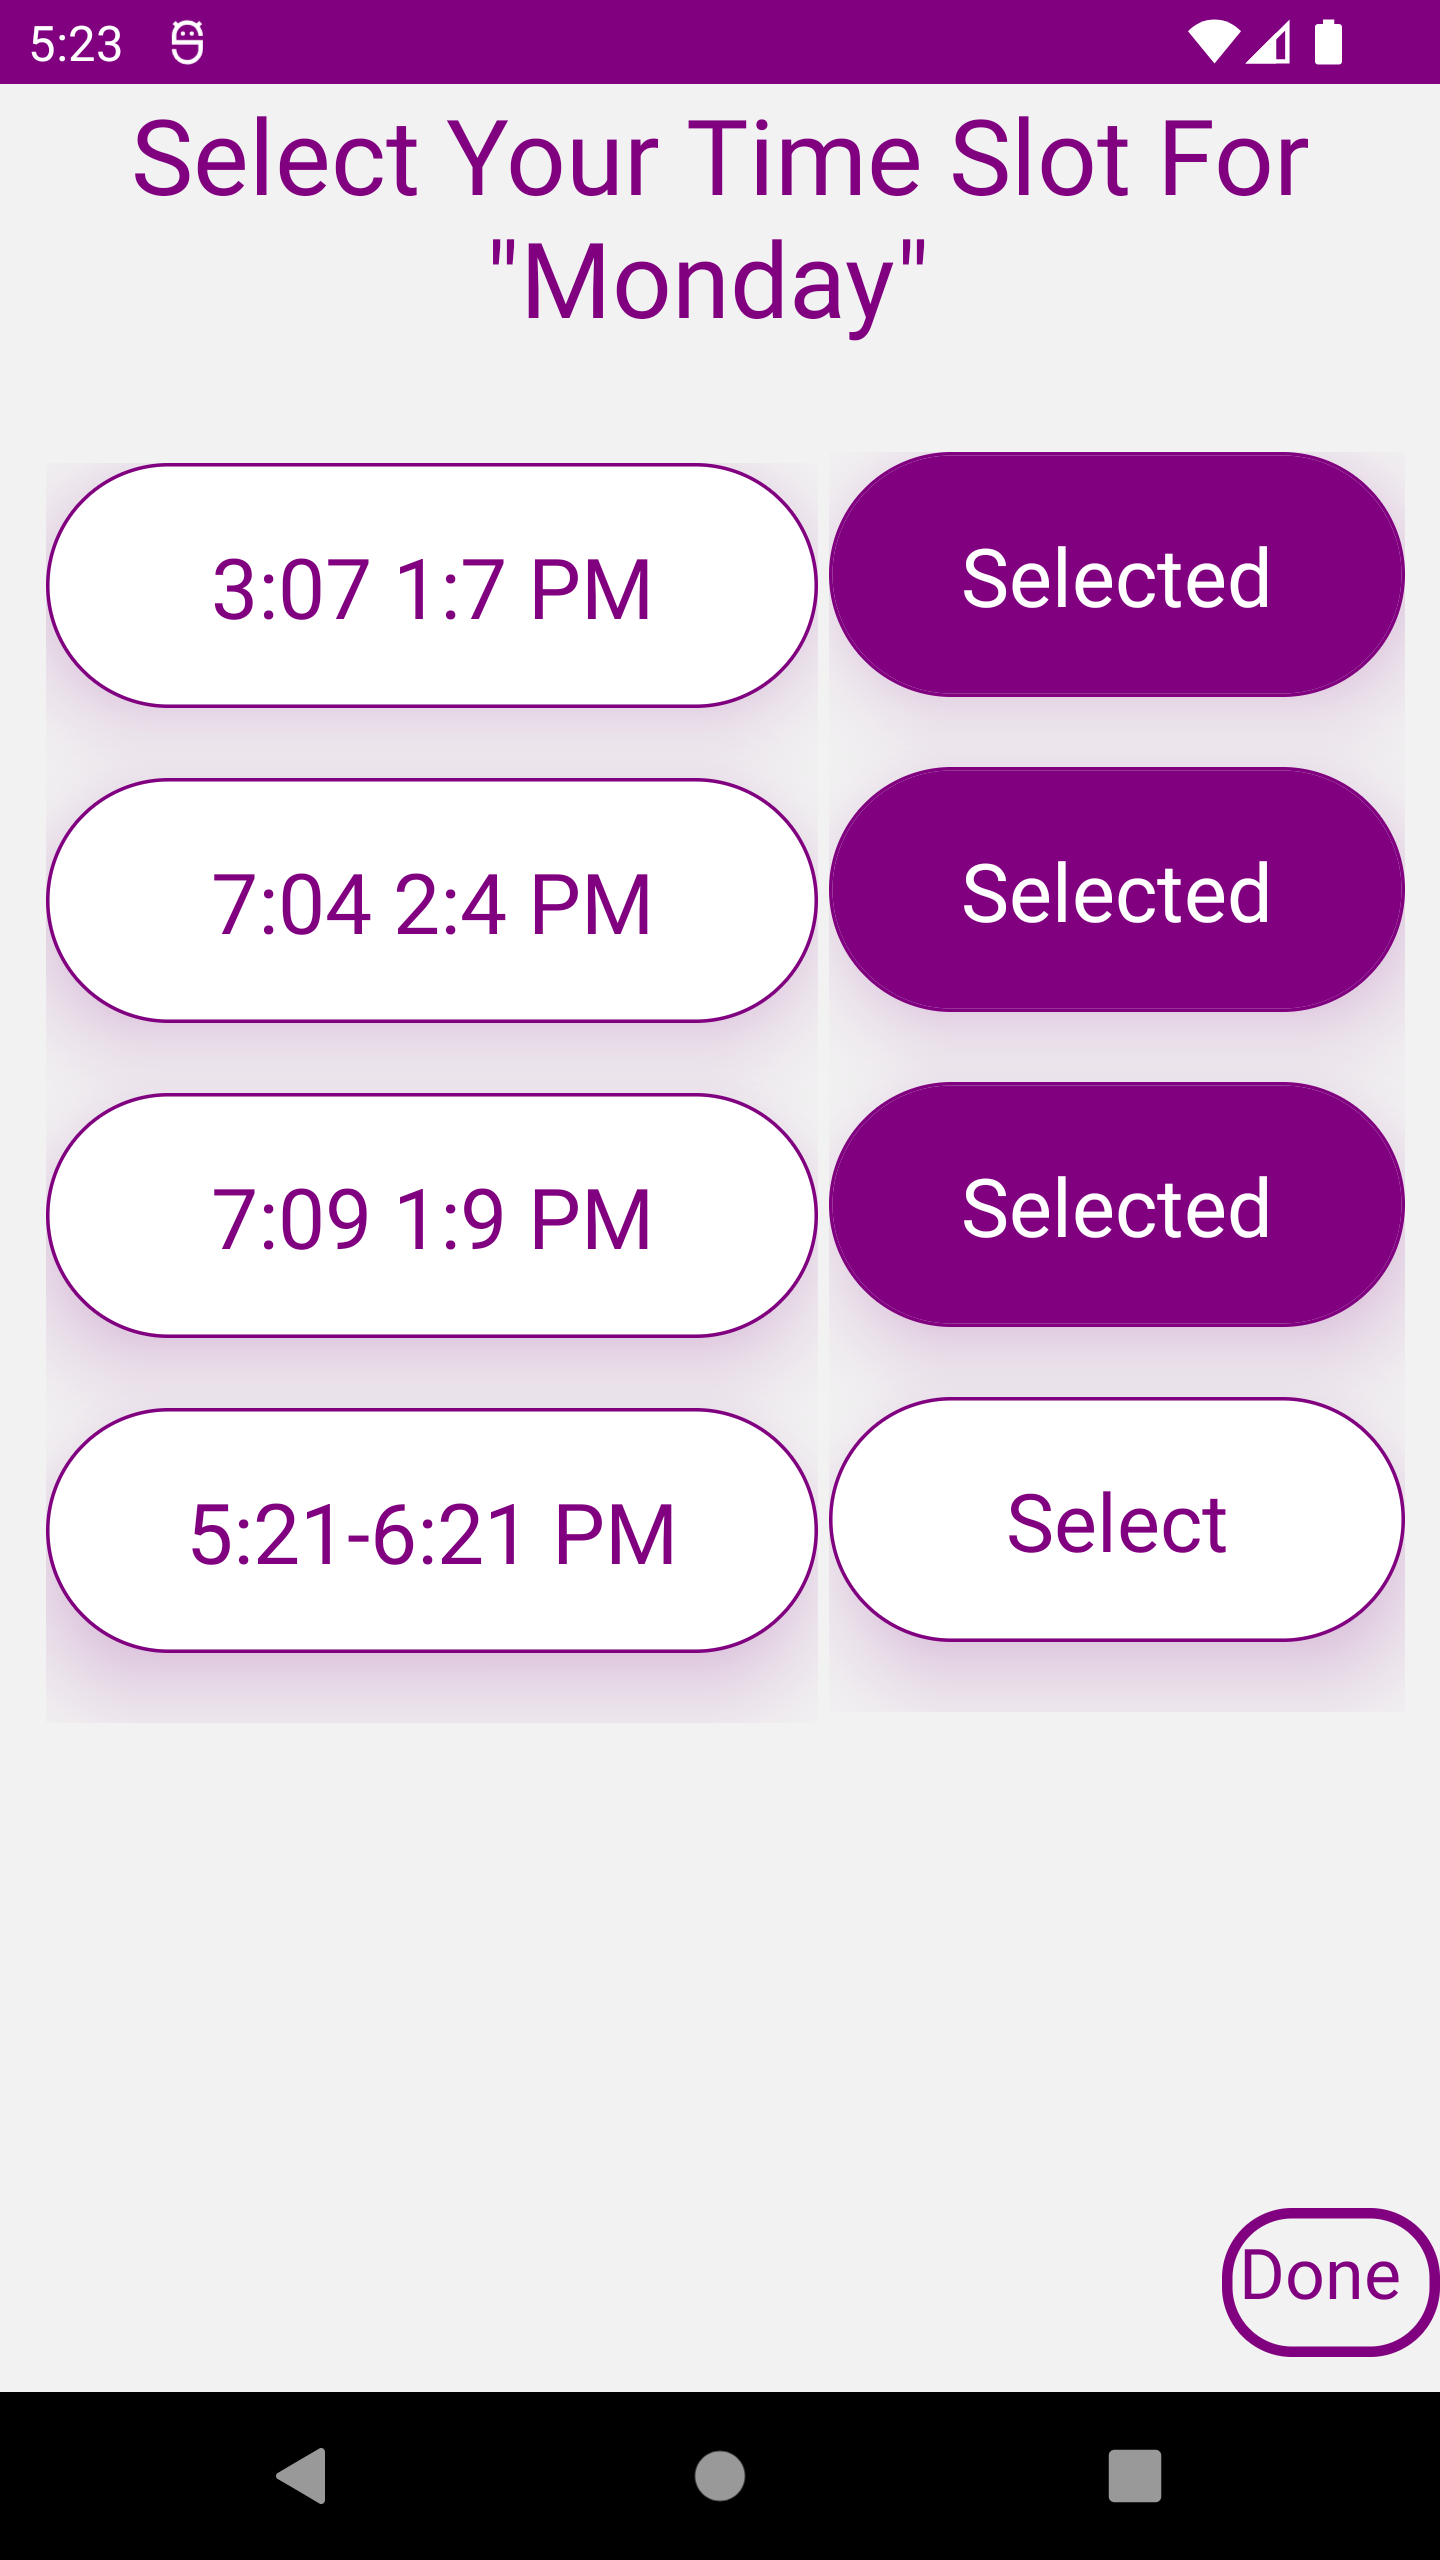 5:23
Select Your Time Slot For
"Monday"
3:07 1:7 PM
Selected
7:04 2:4 PM
Selected
7:09 1:9 PM
Selected
5:21-6:21 PM
Select
Done